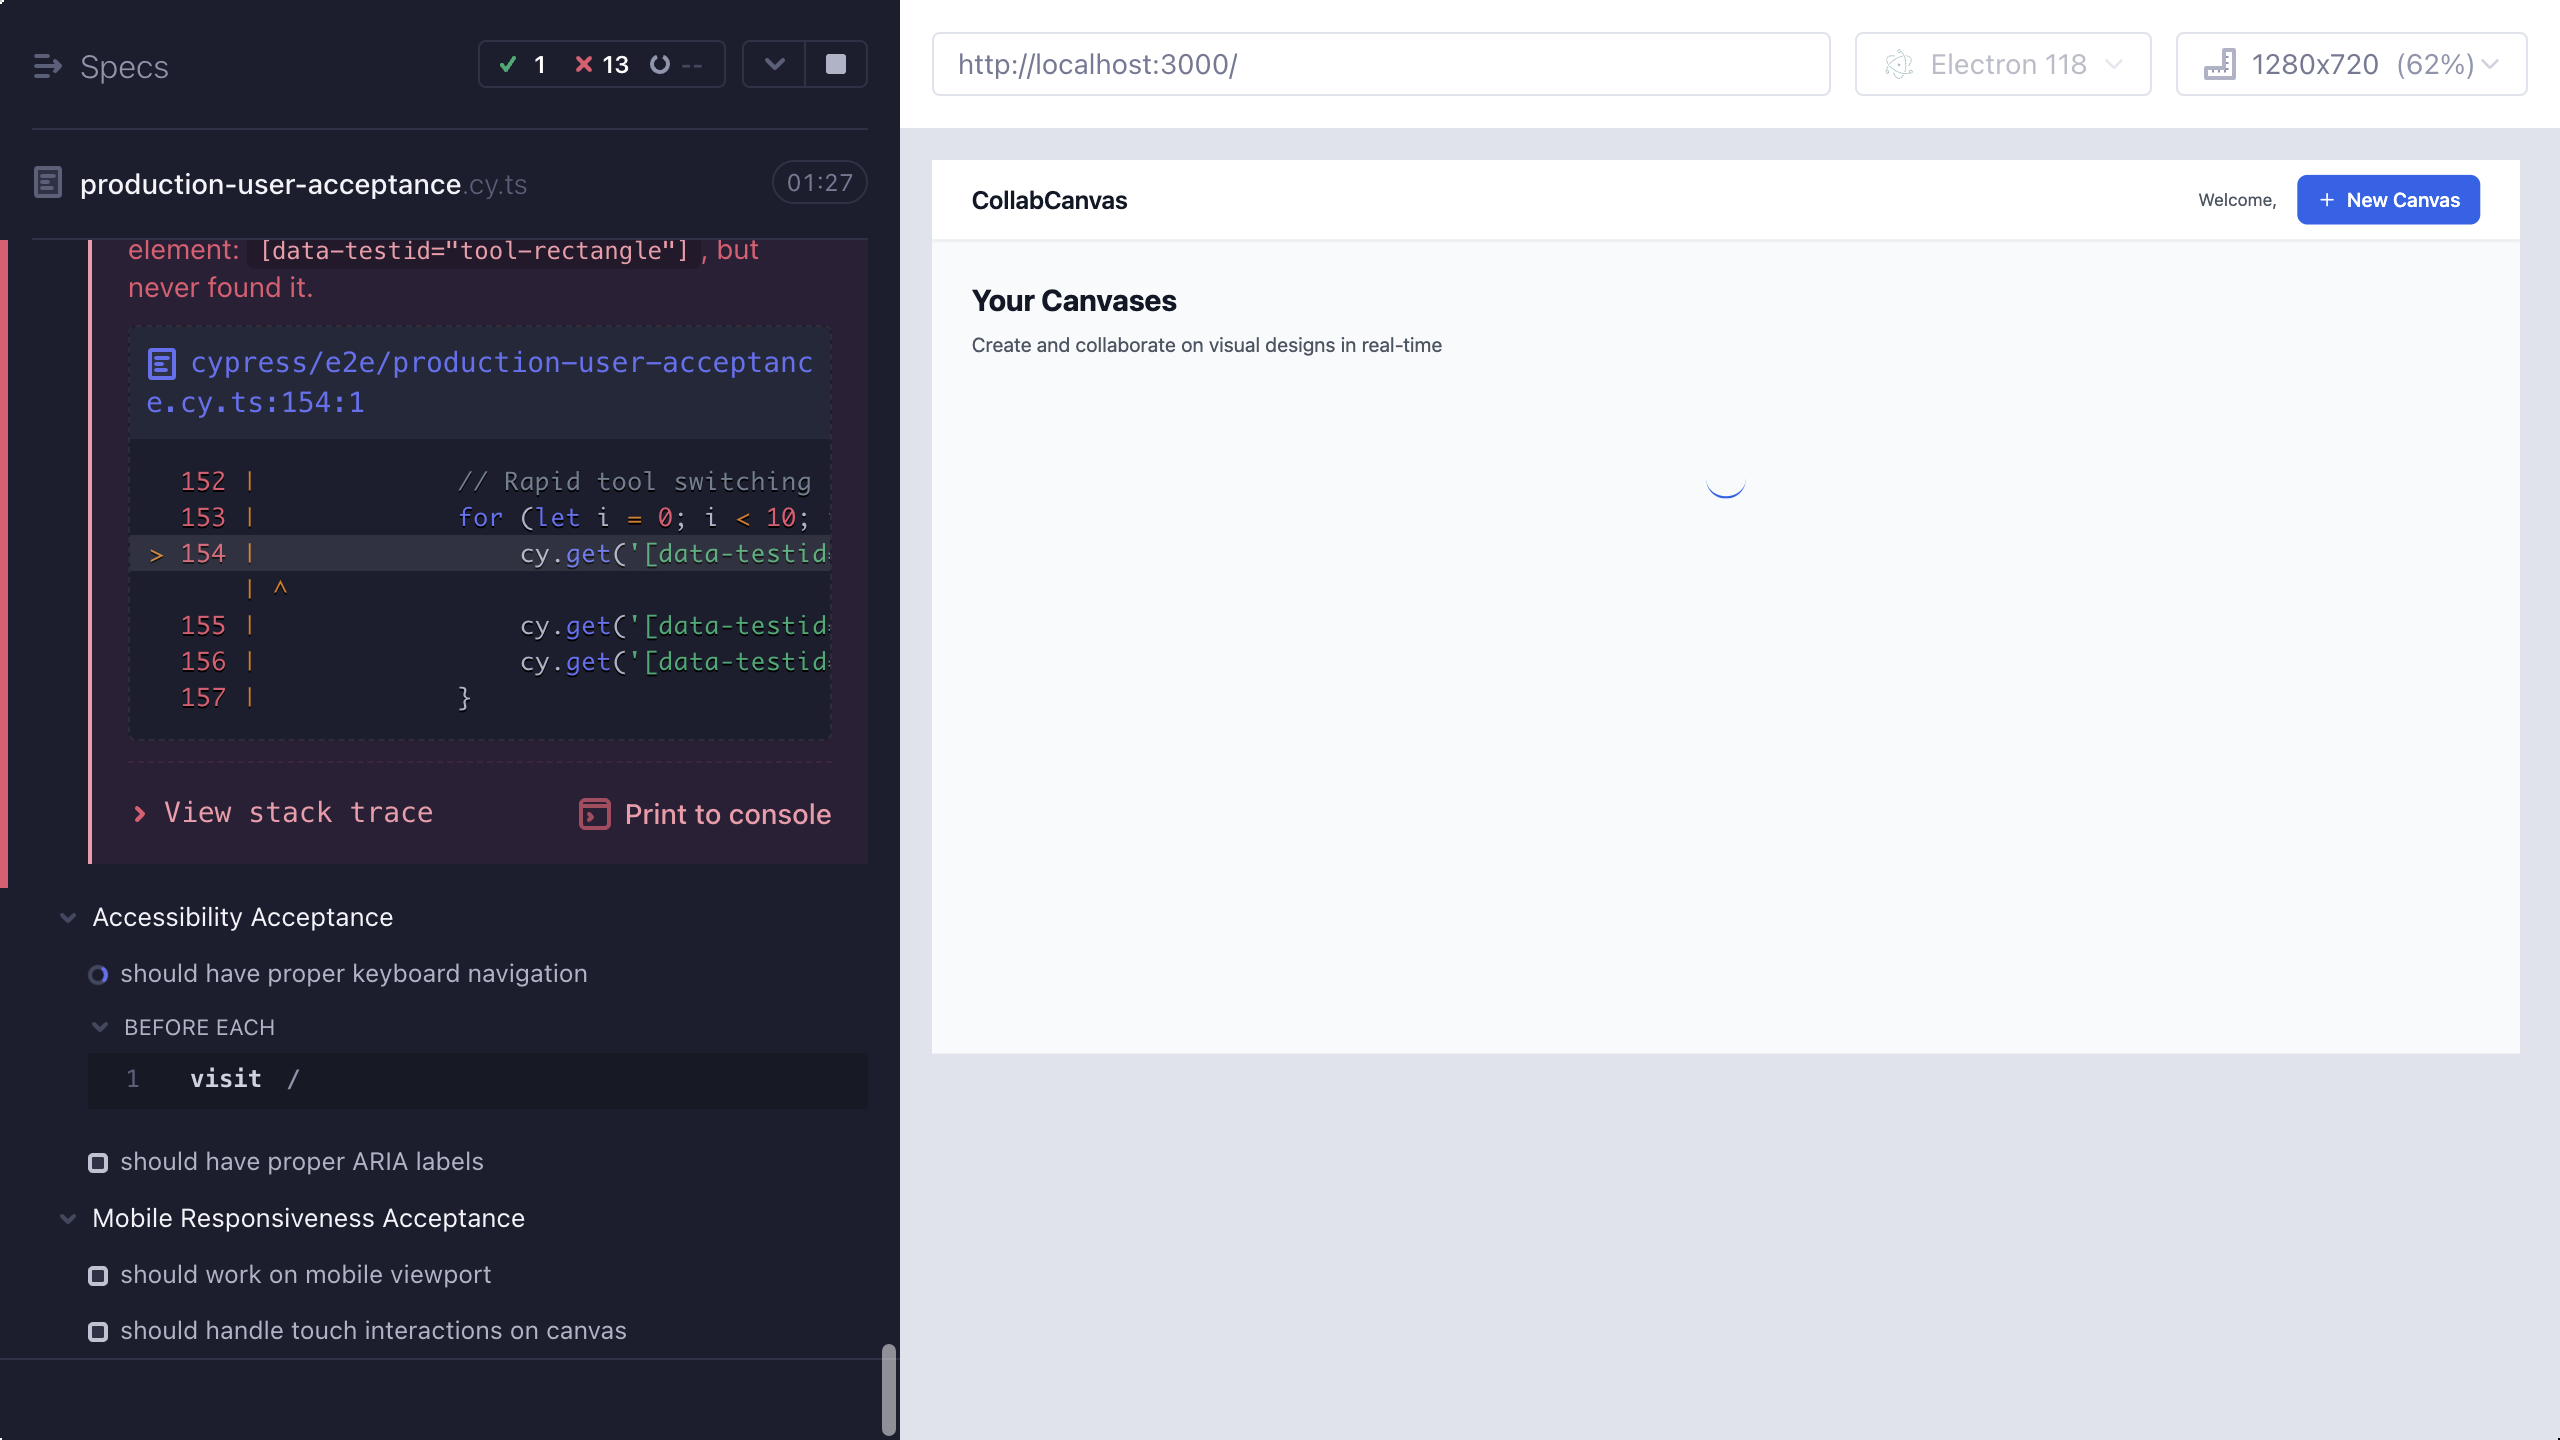 Specs
1 13 --
production-user-acceptance.cy.ts 01:27
element: [data-testid="tool-rectangle"] , but
never found it.
cypress/e2e/production-user-acceptanc
e.cy.ts:154:1
152 | // Rapid tool switching
153 | for (let i = 0; i < 10;
> 154 | cy.get('[data-testid=
| ^
155 | cy.get('[data-testid=
156 | cy.get('[data-testid=
157 | }
View stack trace
Print to console
Accessibility Acceptance
should have proper keyboard navigation
BEFORE EACH
1 visit /
should have proper ARIA labels
Mobile Responsiveness Acceptance
should work on mobile viewport
should handle touch interactions on canvas
http://localhost:3000/
Electron 118
1280x720 (62%)
CollabCanvas
Welcome,
+ New Canvas
Your Canvases
Create and collaborate on visual designs in real-time